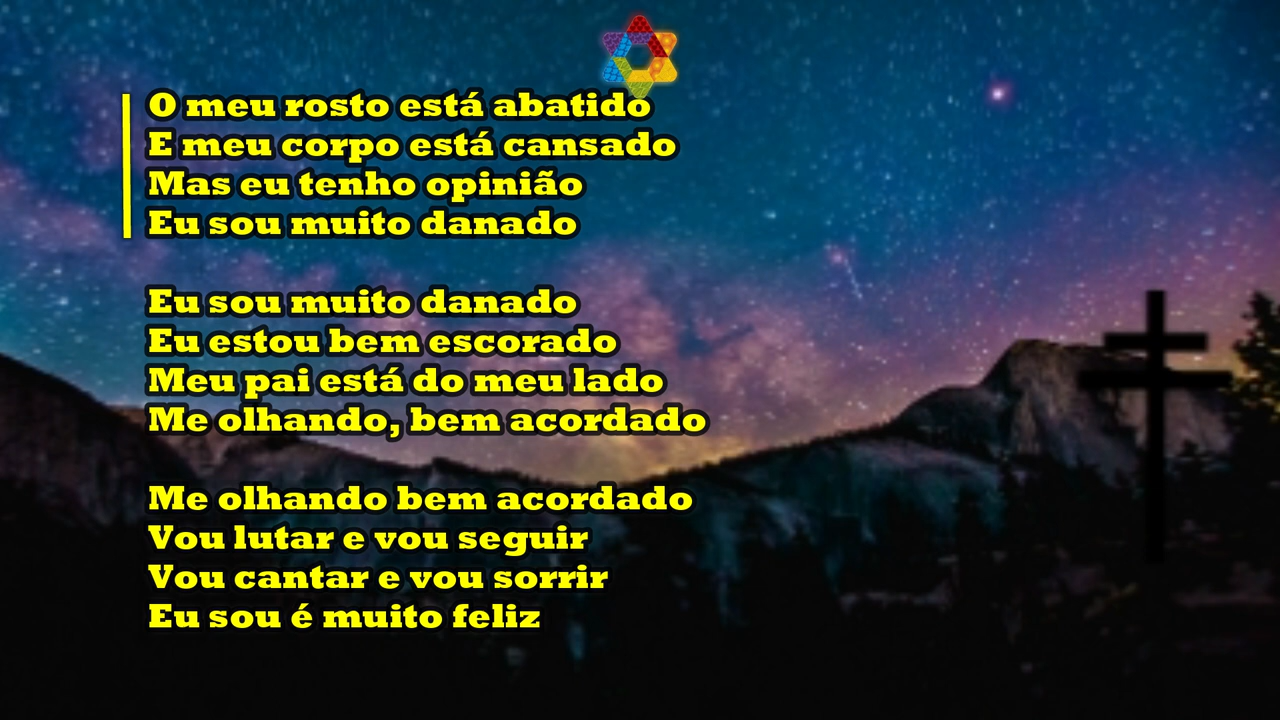 O meu rosto está abatido
E meu corpo está cansado
Mas eu tenho opinião
Eu sou muito danado

Eu sou muito danado
Eu estou bem escorado
Meu pai está do meu lado
Me olhando, bem acordado

Me olhando bem acordado
Vou lutar e vou seguir
Vou cantar e vou sorrir
Eu sou é muito feliz